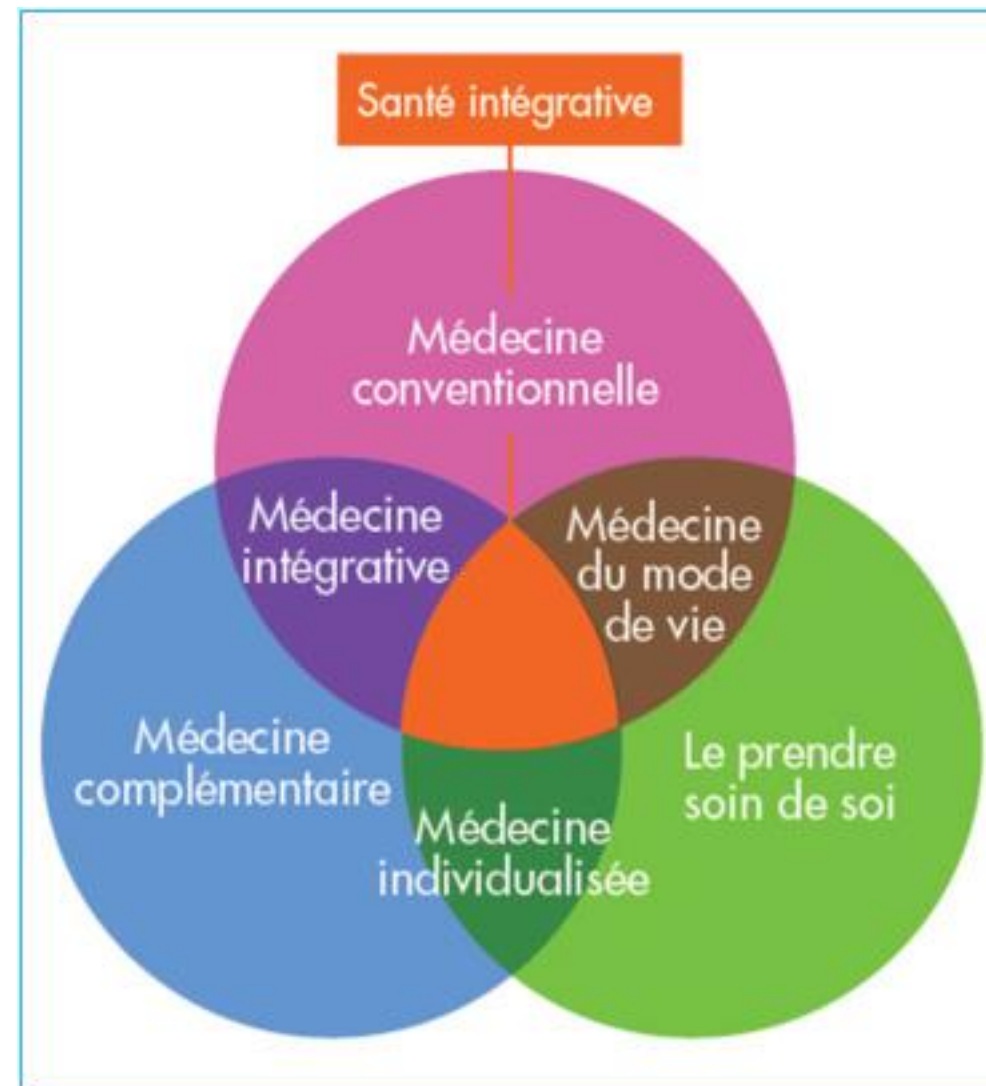 Santé intégrative
Médecine
conventionnelle
Médecine
intégrative
Médecine
du mode
de vie
Médecine
complémentaire
Le prendre
soin de soi
Médecine
individualisée